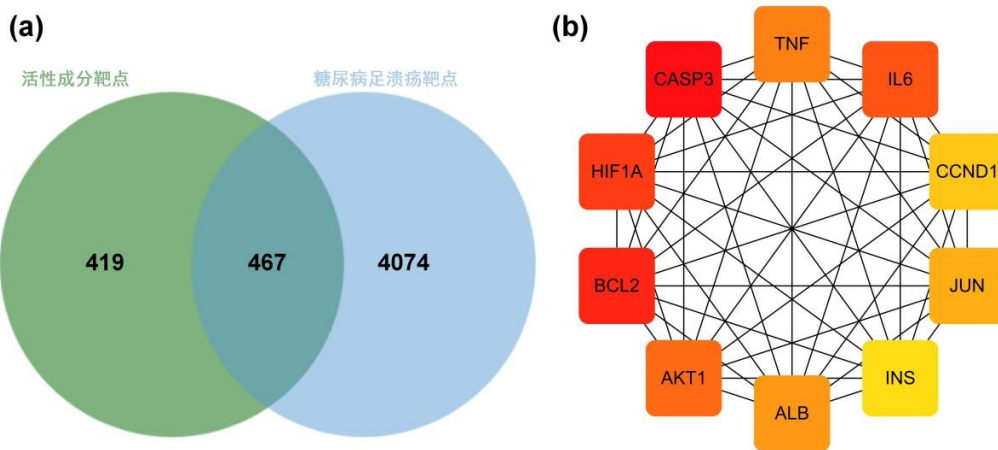 (a)
活性成分靶点
糖尿病足溃疡靶点
419
467
4074
(b)
TNF
CASP3
IL6
HIF1A
CCND1
BCL2
JUN
AKT1
INS
ALB